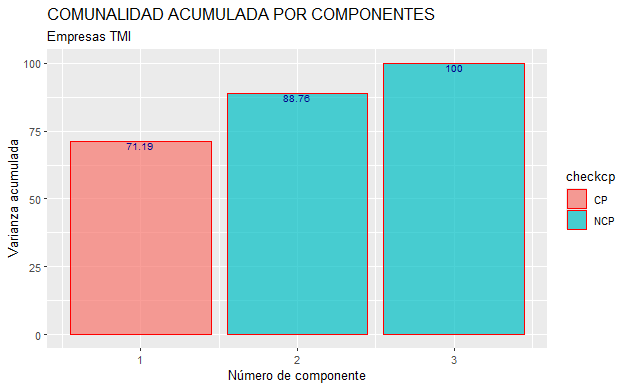 COMUNALIDAD ACUMULADA POR COMPONENTES
Empresas TMI
Varianza acumulada
100
75
50
25
0
71.19
88.76
100
1
2
3
Número de componente
checkcp
CP
NCP